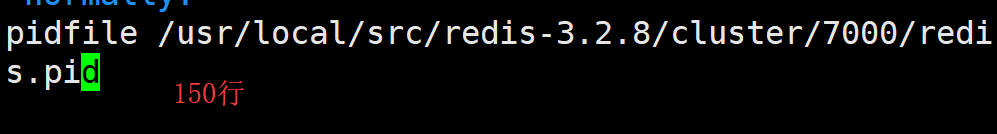 normally.
pidfile /usr/local/src/redis-3.2.8/cluster/7000/redi
s.pid
150行